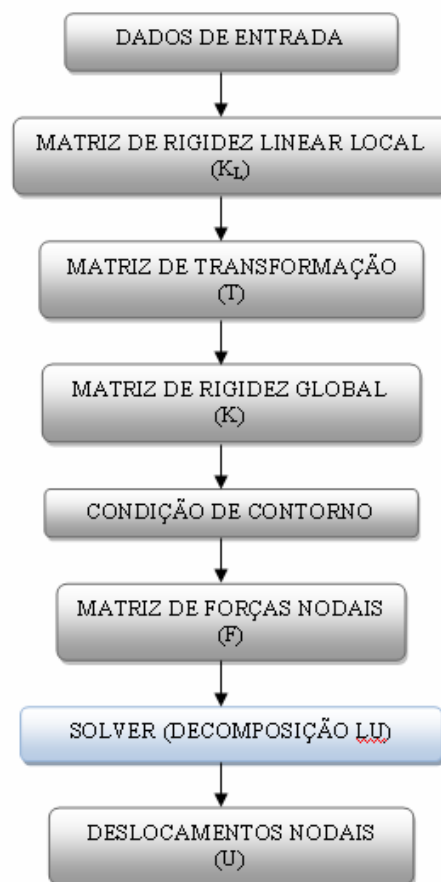 DADOS DE ENTRADA
MATRIZ DE RIGIDEZ LINEAR LOCAL
(KL)
MATRIZ DE TRANSFORMAÇÃO
(T)
MATRIZ DE RIGIDEZ GLOBAL
(K)
CONDIÇÃO DE CONTORNO
MATRIZ DE FORÇAS NODAIS
(F)
SOLVER (DECOMPOSIÇÃO LU)
DESLOCAMENTOS NODAIS
(U)